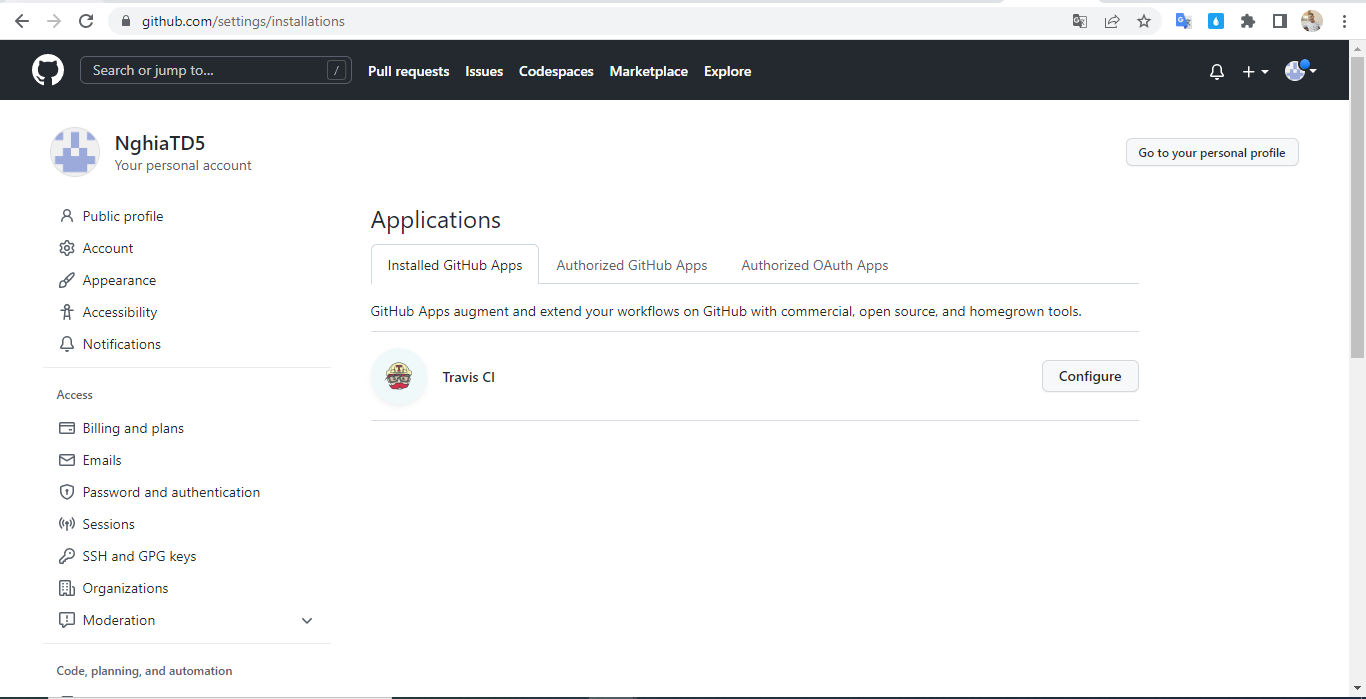 github.com/settings/installations
Search or jump to... /
Pull requests Issues Codespaces Marketplace Explore
NghiaTD5
Your personal account
Go to your personal profile
Public profile
Account
Appearance
Accessibility
Notifications
Access
Billing and plans
Emails
Password and authentication
Sessions
SSH and GPG keys
Organizations
Moderation
Code, planning, and automation
Applications
Installed GitHub Apps Authorized GitHub Apps Authorized OAuth Apps
GitHub Apps augment and extend your workflows on GitHub with commercial, open source, and homegrown tools.
Travis CI Configure